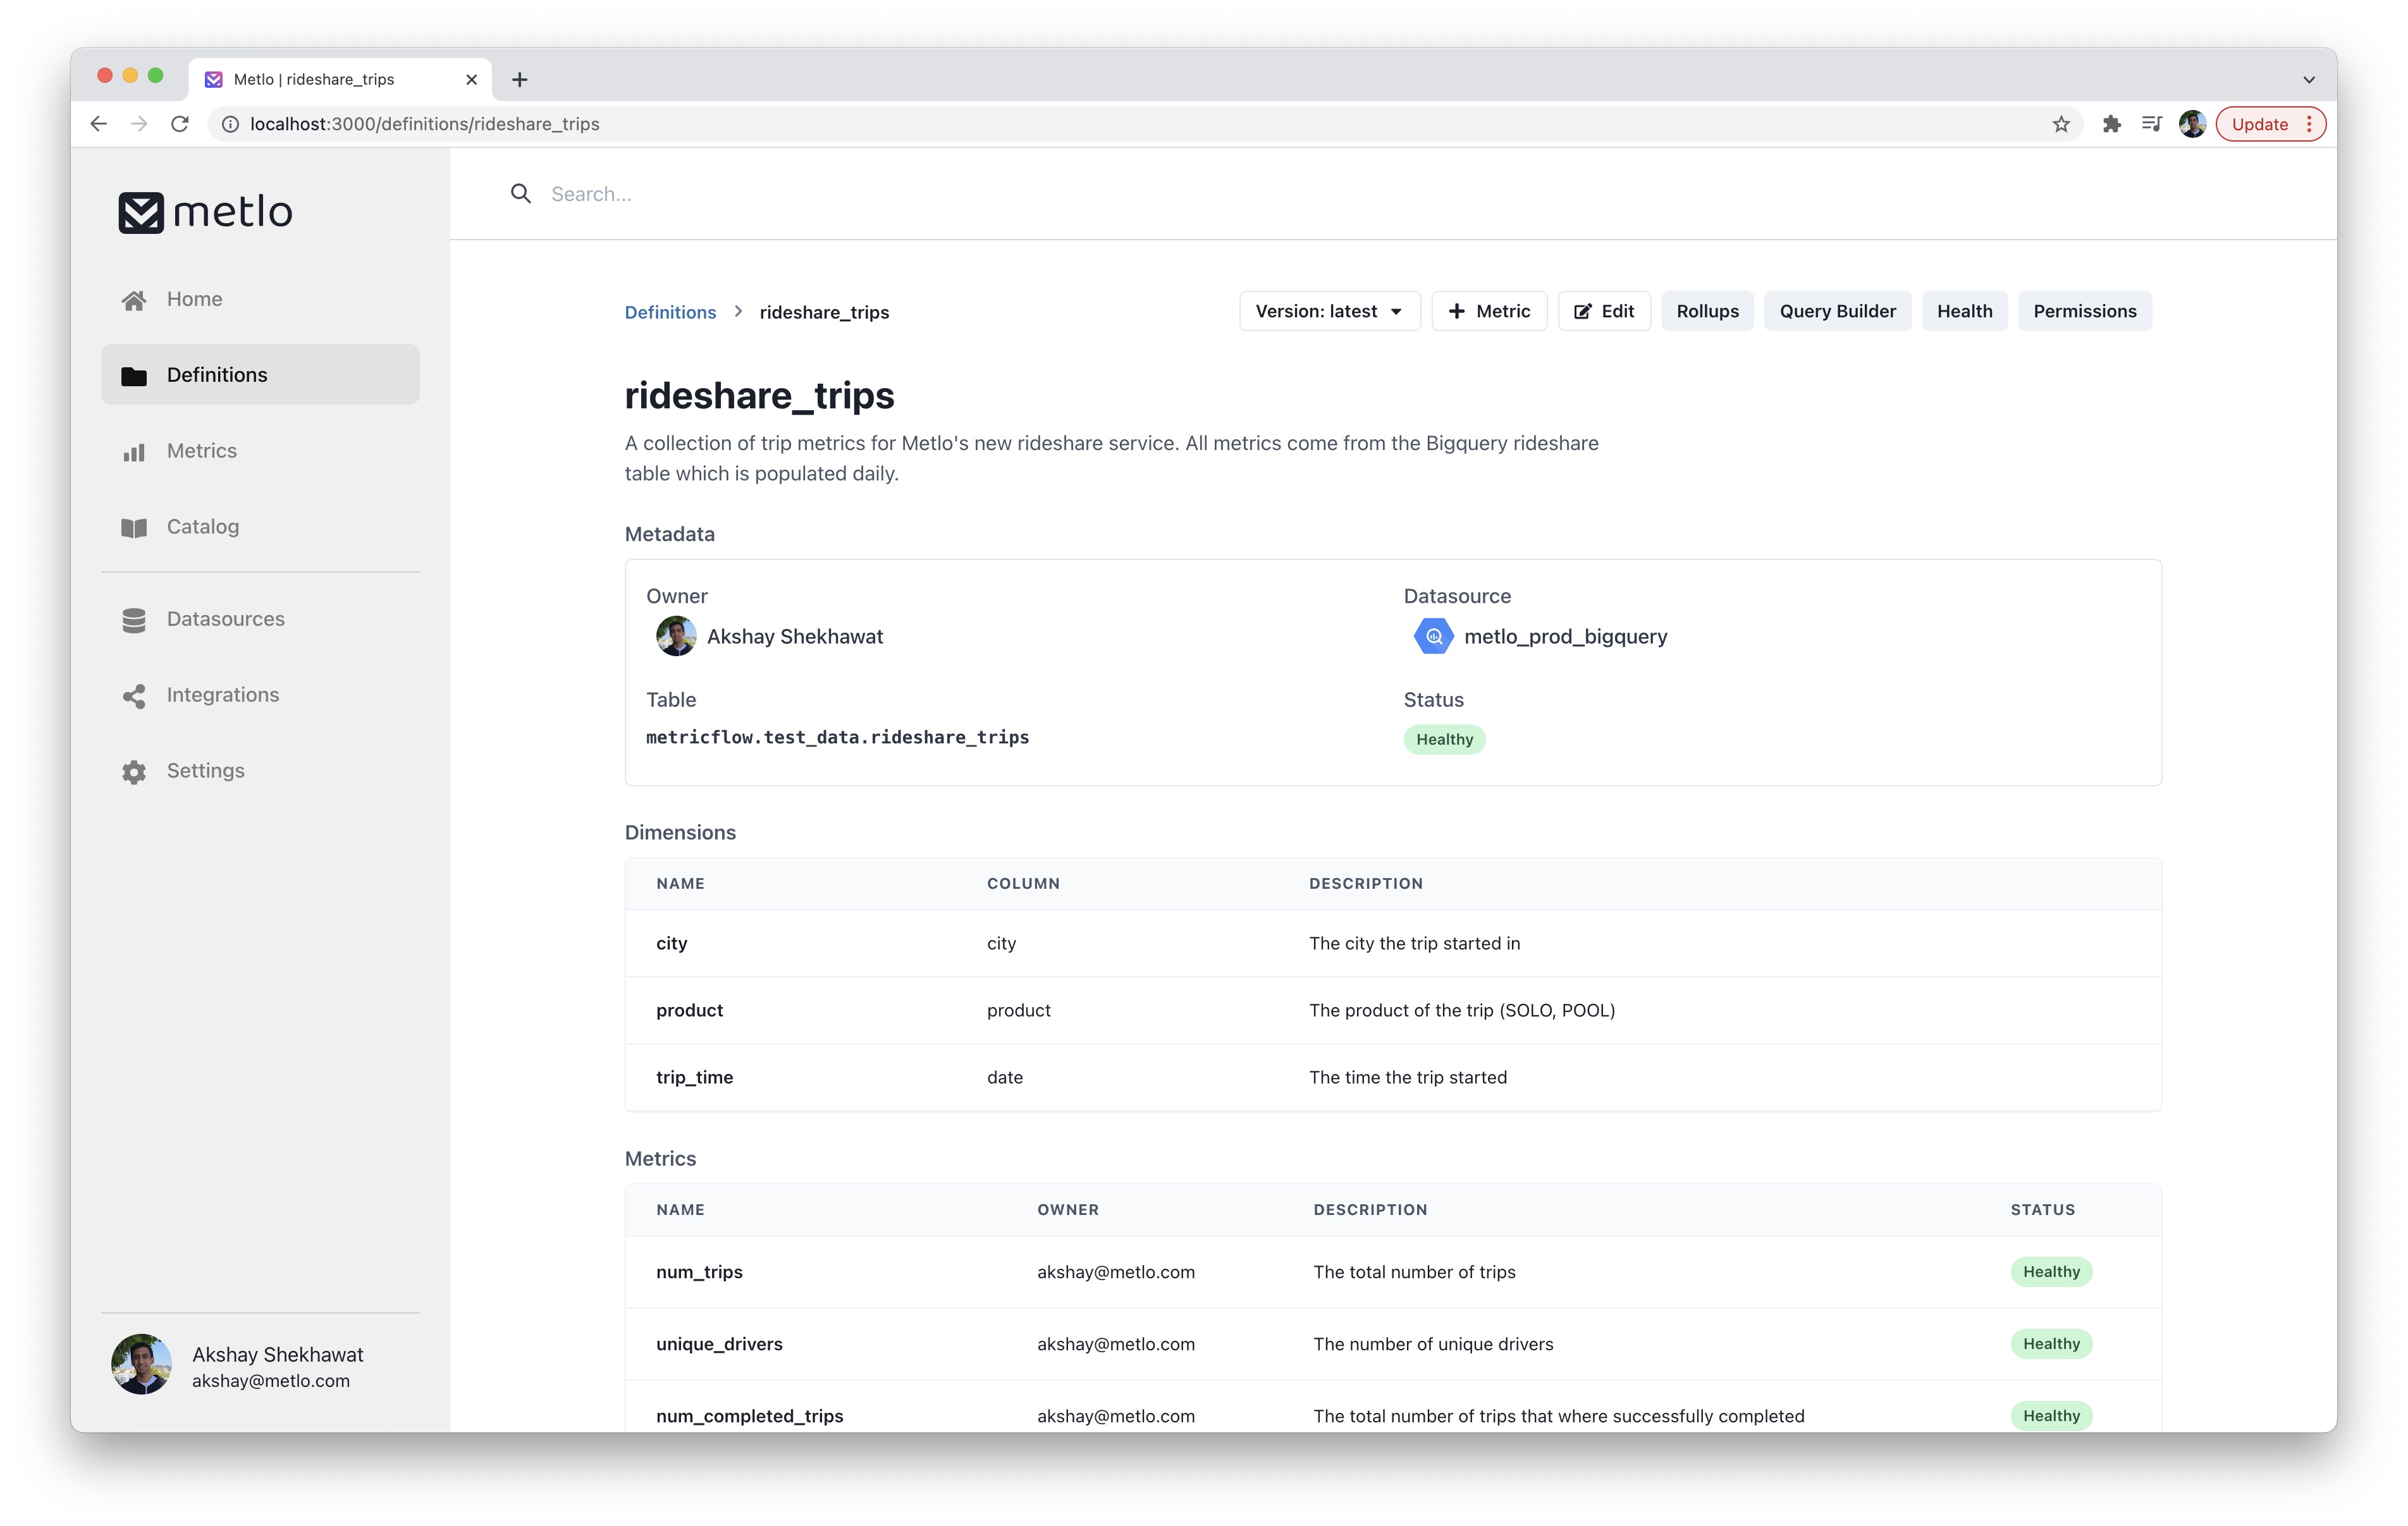 Metlo | rideshare_trips
localhost:3000/definitions/rideshare_trips
Update
metlo
Search...
Home
Definitions
Metrics
Catalog
Datasources
Integrations
Settings
Akshay Shekhawat
akshay@metlo.com
Definitions > rideshare_trips
Version: latest
+ Metric
Edit
Rollups
Query Builder
Health
Permissions
rideshare_trips
A collection of trip metrics for Metlo's new rideshare service. All metrics come from the Bigquery rideshare
table which is populated daily.
Metadata
Owner
Akshay Shekhawat
Datasource
metlo_prod_bigquery
Table
metricflow.test_data.rideshare_trips
Status
Healthy
Dimensions
NAME COLUMN DESCRIPTION
city city The city the trip started in
product product The product of the trip (SOLO, POOL)
trip_time date The time the trip started
Metrics
NAME OWNER DESCRIPTION STATUS
num_trips akshay@metlo.com The total number of trips Healthy
unique_drivers akshay@metlo.com The number of unique drivers Healthy
num_completed_trips akshay@metlo.com The total number of trips that where successfully completed Healthy